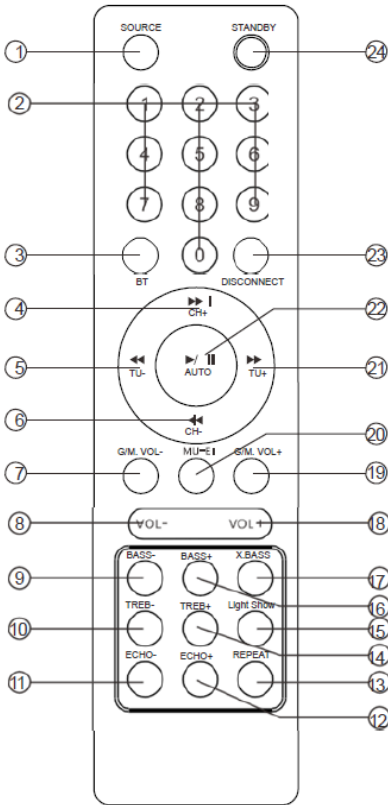 SOURCE STANDBY
1 24
2 1 2 3
4 5 6
7 8 9
3 0 23
BT DISCONNECT
4 CH+ 22
5 TU- AUTO TU+ 21
6 CH- 20
G/M. VOL- G/M. VOL+
7 19
8 VOL- VOL+ 18
BASS- BASS+ X.BASS
9 17
16
TREB- TREB+ Light Show
10 15
14
ECHO- ECHO+ REPEAT
11 13
12